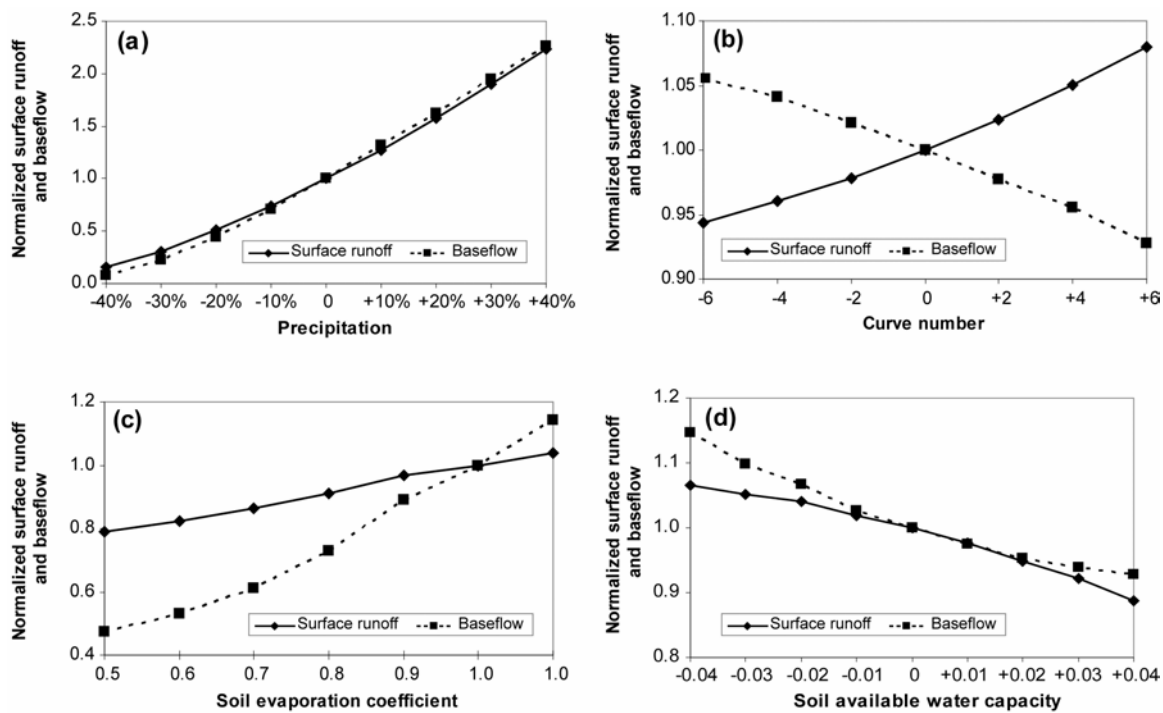 (a)
Normalized surface runoff
and baseflow
2.5
2.0
1.5
1.0
0.5
0.0
Surface runoff Baseflow
-40% -30% -20% -10% 0 +10% +20% +30% +40%
Precipitation
(b)
Normalized surface runoff
and baseflow
1.10
1.05
1.00
0.95
0.90
Surface runoff Baseflow
-6 -4 -2 0 +2 +4 +6
Curve number
(c)
Normalized surface runoff
and baseflow
1.2
1.0
0.8
0.6
0.4
Surface runoff Baseflow
0.5 0.6 0.7 0.8 0.9 1.0 1.0
Soil evaporation coefficient
(d)
Normalized surface runoff
and baseflow
1.2
1.1
1.0
0.9
0.8
Surface runoff Baseflow
-0.04 -0.03 -0.02 -0.01 0 +0.01 +0.02 +0.03 +0.04
Soil available water capacity